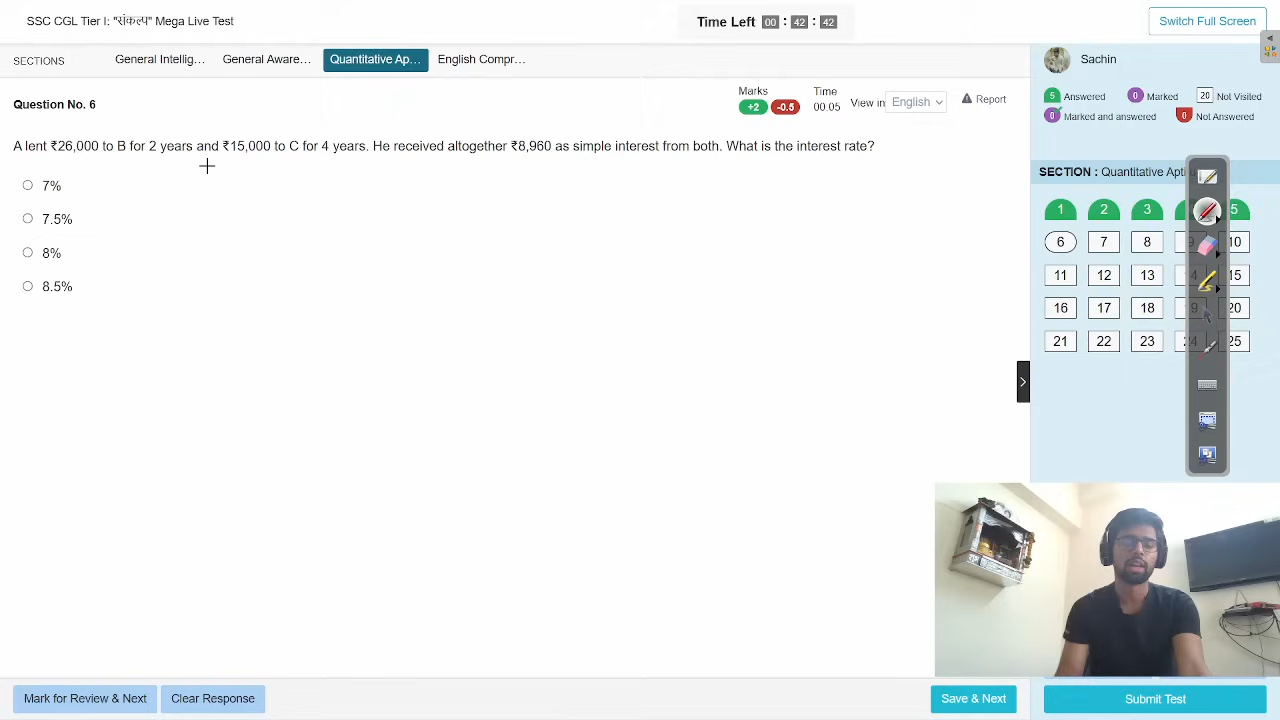 SSC CGL Tier I: "संकल्प" Mega Live Test
Time Left 00 : 42 : 42
Switch Full Screen
SECTIONS
General Intellig...
General Aware...
Quantitative Ap...
English Compr...
Sachin
5 Answered
0 Marked
20 Not Visited
0 Marked and answered
0 Not Answered
Question No. 6
Marks
+2 -0.5
Time
00:05
View in English
Report
A lent ₹26,000 to B for 2 years and ₹15,000 to C for 4 years. He received altogether ₹8,960 as simple interest from both. What is the interest rate?
7%
7.5%
8%
8.5%
SECTION : Quantitative Apti
1 2 3 5
6 7 8 9 10
11 12 13 14 15
16 17 18 19 20
21 22 23 24 25
Mark for Review & Next
Clear Response
Save & Next
Submit Test